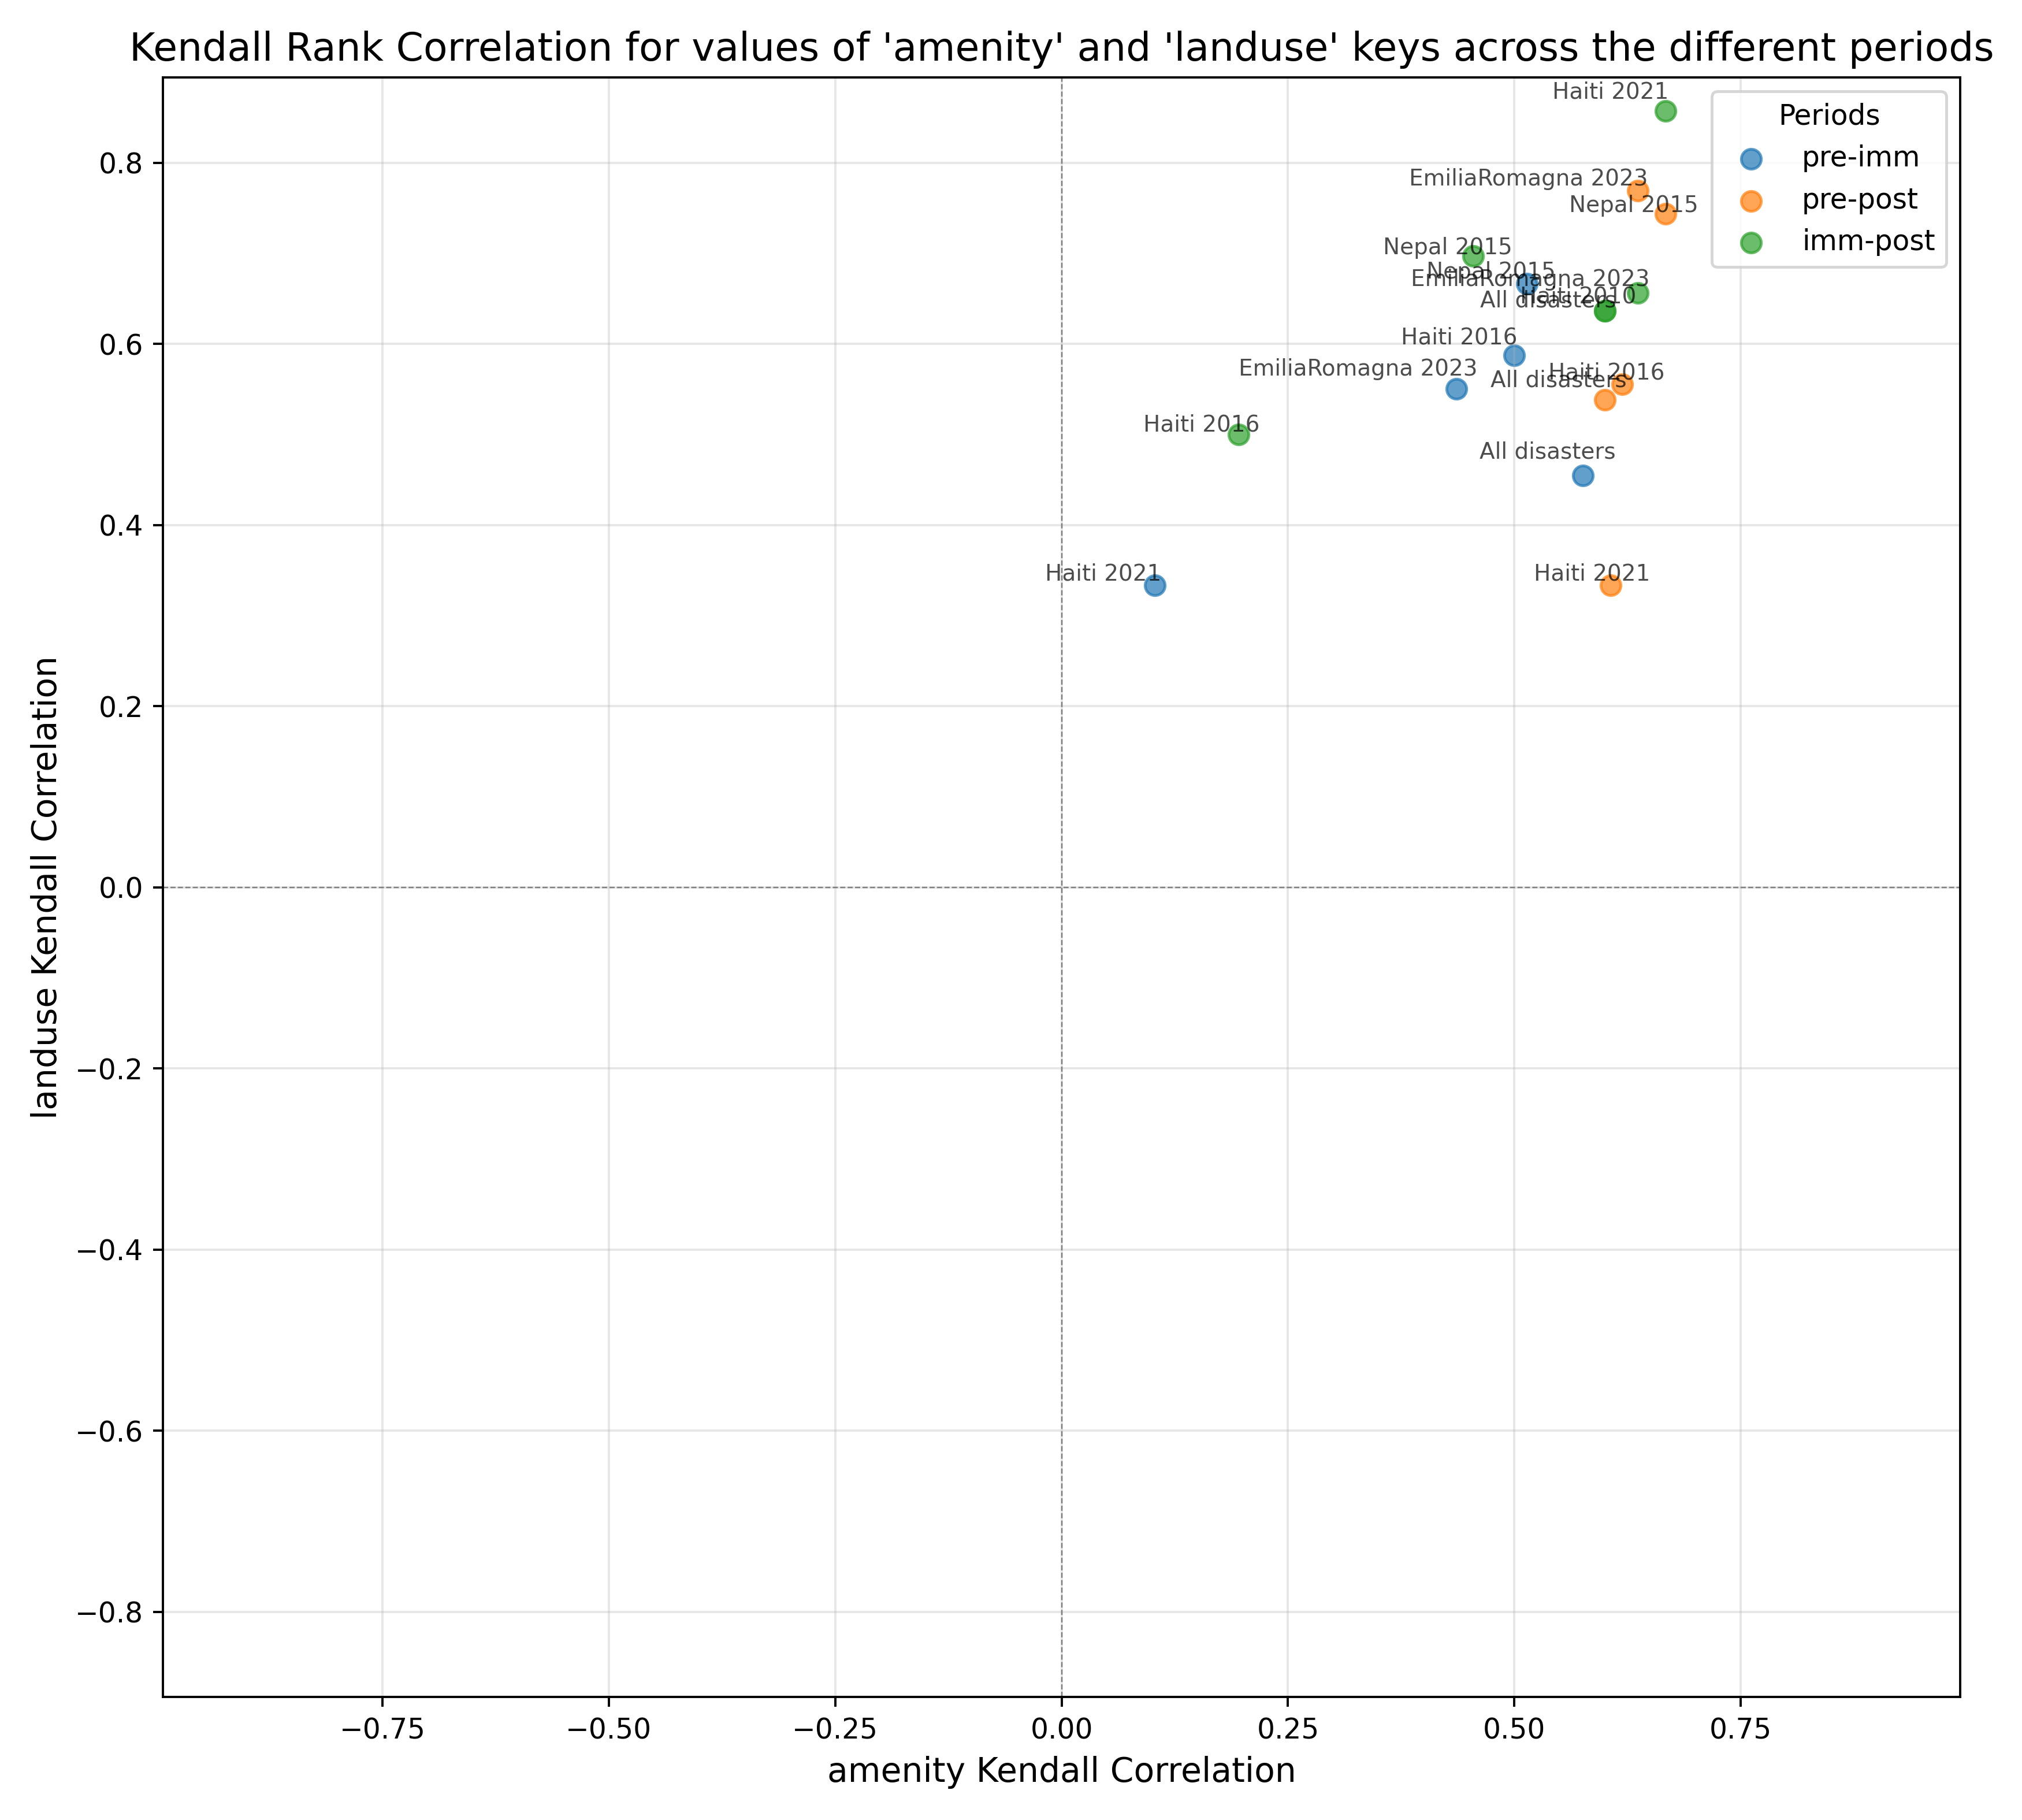 Kendall Rank Correlation for values of 'amenity' and 'landuse' keys across the different periods
Haiti 2021
Periods
pre-imm
pre-post
imm-post
EmiliaRomagna 2023
Nepal 2015
Nepal 2015
Nepal 2015
EmiliaRomagna 2023
Haiti 2010
All disasters
Haiti 2016
EmiliaRomagna 2023
Haiti 2016
All disasters
Haiti 2016
All disasters
Haiti 2021
Haiti 2021
0.8
0.6
0.4
0.2
0.0
−0.2
−0.4
−0.6
−0.8
landuse Kendall Correlation
−0.75
−0.50
−0.25
0.00
0.25
0.50
0.75
amenity Kendall Correlation